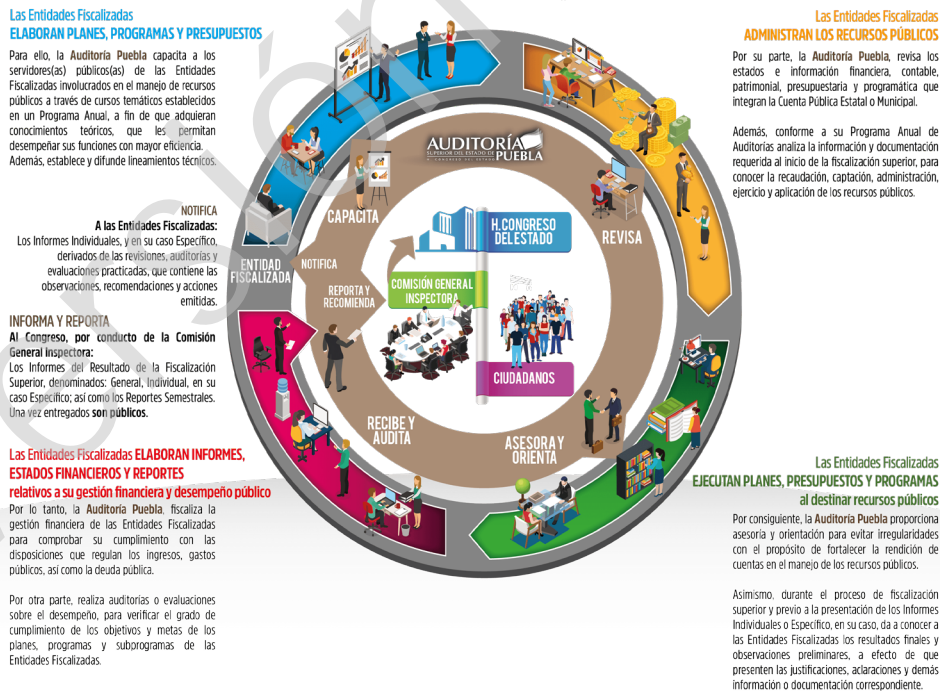 Las Entidades Fiscalizadas
ELABORAN PLANES, PROGRAMAS Y PRESUPUESTOS
Para ello, la Auditoría Puebla capacita a los
servidores(as) públicos(as) de las Entidades
Fiscalizadas involucrados en el manejo de recursos
públicos a través de cursos temáticos establecidos
en un Programa Anual, a fin de que adquieran
conocimientos teóricos, que les permitan
desempeñar sus funciones con mayor eficiencia.
Además, establece y difunde lineamientos técnicos.
NOTIFICA
A las Entidades Fiscalizadas:
Los Informes Individuales, y en su caso Específico,
derivados de las revisiones, auditorías y
evaluaciones practicadas, que contiene las
observaciones, recomendaciones y acciones
emitidas.
INFORMA Y REPORTA
Al Congreso, por conducto de la Comisión
General Inspectora:
Los Informes del Resultado de la Fiscalización
Superior, denominados: General, Individual, en su
caso Específico; así como los Reportes Semestrales.
Una vez entregados son públicos.
Las Entidades Fiscalizadas ELABORAN INFORMES,
ESTADOS FINANCIEROS Y REPORTES
relativos a su gestión financiera y desempeño público
Por lo tanto, la Auditoría Puebla, fiscaliza la
gestión financiera de las Entidades Fiscalizadas
para comprobar su cumplimiento con las
disposiciones que regulan los ingresos, gastos
públicos, así como la deuda pública.
Por otra parte, realiza auditorías o evaluaciones
sobre el desempeño, para verificar el grado de
cumplimiento de los objetivos y metas de los
planes, programas y subprogramas de las
Entidades Fiscalizadas.
AUDITORÍA
SUPERIOR DEL ESTADO DE
PUEBLA
H. CONGRESO DEL ESTADO
CAPACITA
REVISA
ENTIDAD
FISCALIZADA
NOTIFICA
REPORTA Y
RECOMIENDA
H.CONGRESO
DEL ESTADO
COMISIÓN GENERAL
INSPECTORA
CIUDADANOS
RECIBE Y
AUDITA
ASESORA Y
ORIENTA
Las Entidades Fiscalizadas
ADMINISTRAN LOS RECURSOS PÚBLICOS
Por su parte, la Auditoría Puebla, revisa los
estados e información financiera, contable,
patrimonial, presupuestaria y programática que
integran la Cuenta Pública Estatal o Municipal.
Además, conforme a su Programa Anual de
Auditorías analiza la información y documentación
requerida al inicio de la fiscalización superior, para
conocer la recaudación, captación, administración,
ejercicio y aplicación de los recursos públicos.
Las Entidades Fiscalizadas
EJECUTAN PLANES, PRESUPUESTOS Y PROGRAMAS
al destinar recursos públicos
Por consiguiente, la Auditoría Puebla proporciona
asesoría y orientación para evitar irregularidades
con el propósito de fortalecer la rendición de
cuentas en el manejo de los recursos públicos.
Asimismo, durante el proceso de fiscalización
superior y previo a la presentación de los Informes
Individuales o Específico, en su caso, da a conocer a
las Entidades Fiscalizadas los resultados finales y
observaciones preliminares, a efecto de que
presenten las justificaciones, aclaraciones y demás
información o documentación correspondiente.